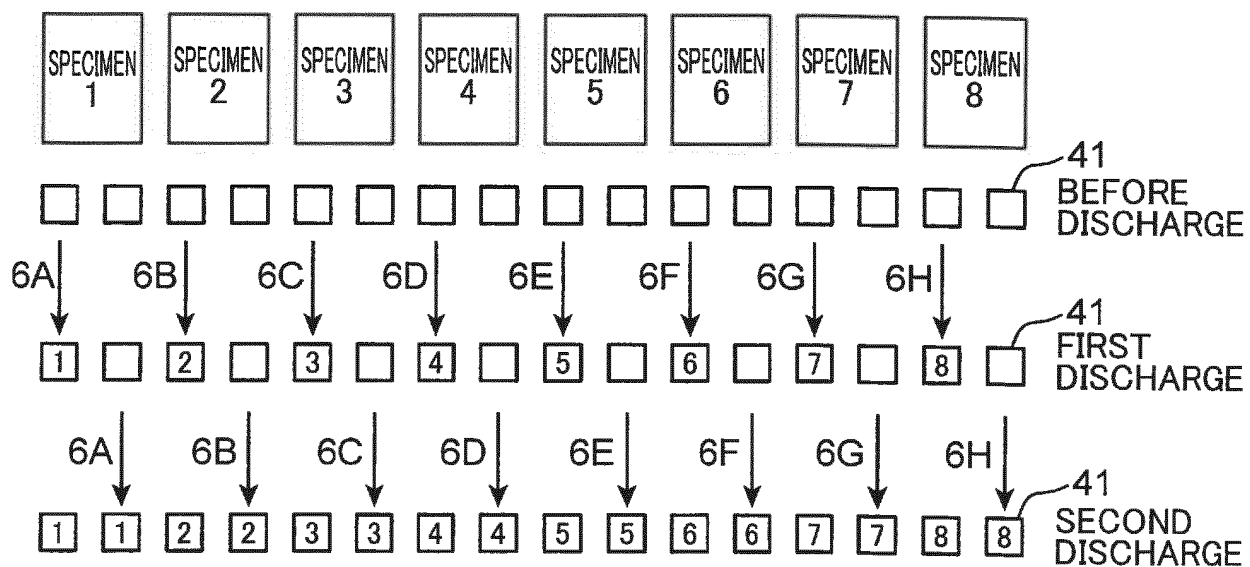 SPECIMEN 1 SPECIMEN 2 SPECIMEN 3 SPECIMEN 4 SPECIMEN 5 SPECIMEN 6 SPECIMEN 7 SPECIMEN 8
41
BEFORE DISCHARGE
6A 6B 6C 6D 6E 6F 6G 6H
41
1 2 3 4 5 6 7 8 FIRST DISCHARGE
6A 6B 6C 6D 6E 6F 6G 6H
41
1 1 2 2 3 3 4 4 5 5 6 6 7 7 8 8 SECOND DISCHARGE